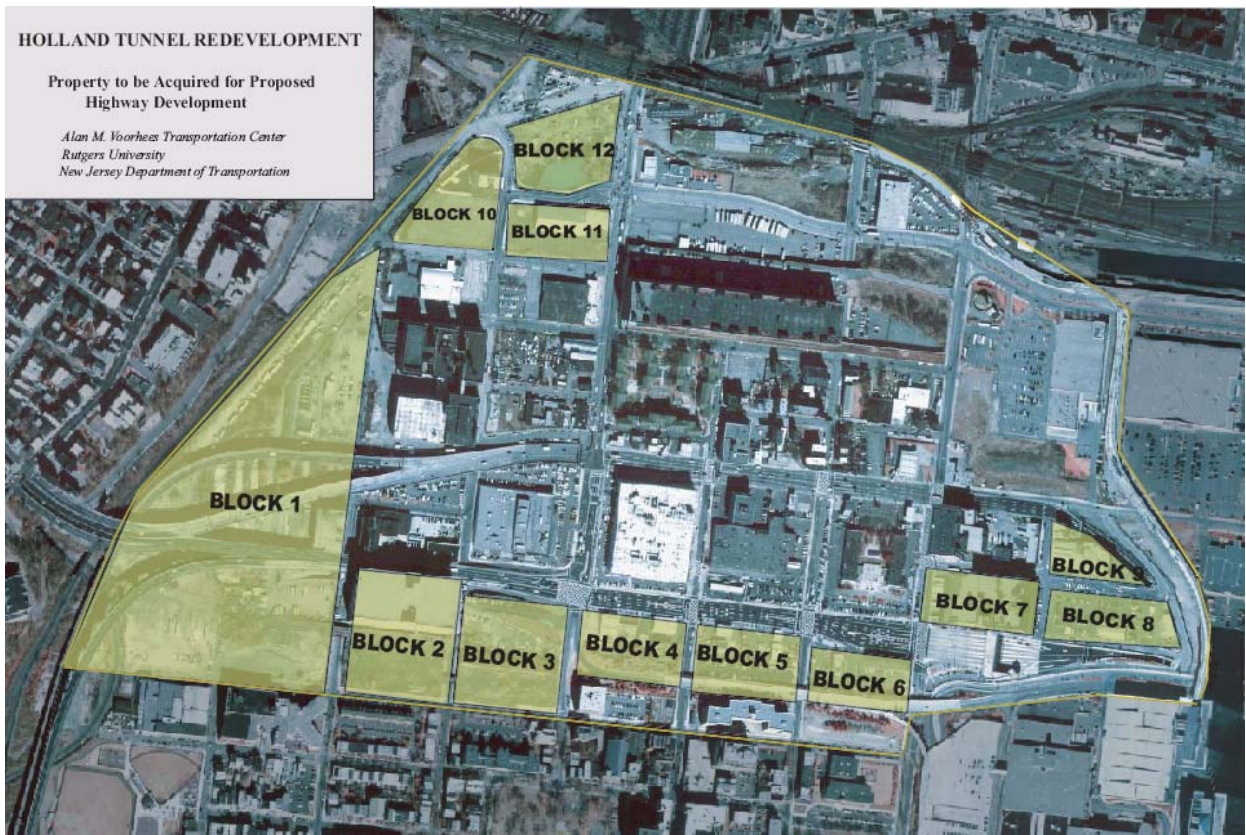 HOLLAND TUNNEL REDEVELOPMENT
Property to be Acquired for Proposed
Highway Development
Alan M. Voorhees Transportation Center
Rutgers University
New Jersey Department of Transportation
BLOCK 12
BLOCK 10
BLOCK 11
BLOCK 1
BLOCK 2
BLOCK 3
BLOCK 4
BLOCK 5
BLOCK 6
BLOCK 7
BLOCK 8
BLOCK 9